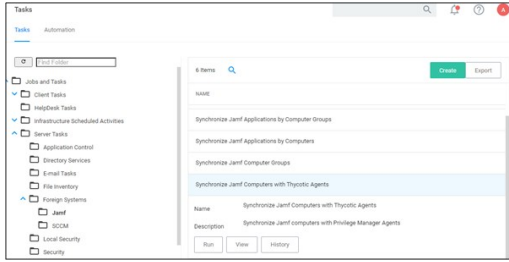 Tasks
A
Tasks Automation
Find Folder
Jobs and Tasks
Client Tasks
HelpDesk Tasks
Infrastructure Scheduled Activities
Server Tasks
Application Control
Directory Services
E-mail Tasks
File Inventory
Foreign Systems
Jamf
SCCM
Local Security
Security
6 Items
Create Export
NAME
Synchronize Jamf Applications by Computer Groups
Synchronize Jamf Applications by Computers
Synchronize Jamf Computer Groups
Synchronize Jamf Computers with Thycotic Agents
Name Synchronize Jamf Computers with Thycotic Agents
Description Synchronize Jamf computers with Privilege Manager Agents
Run View History